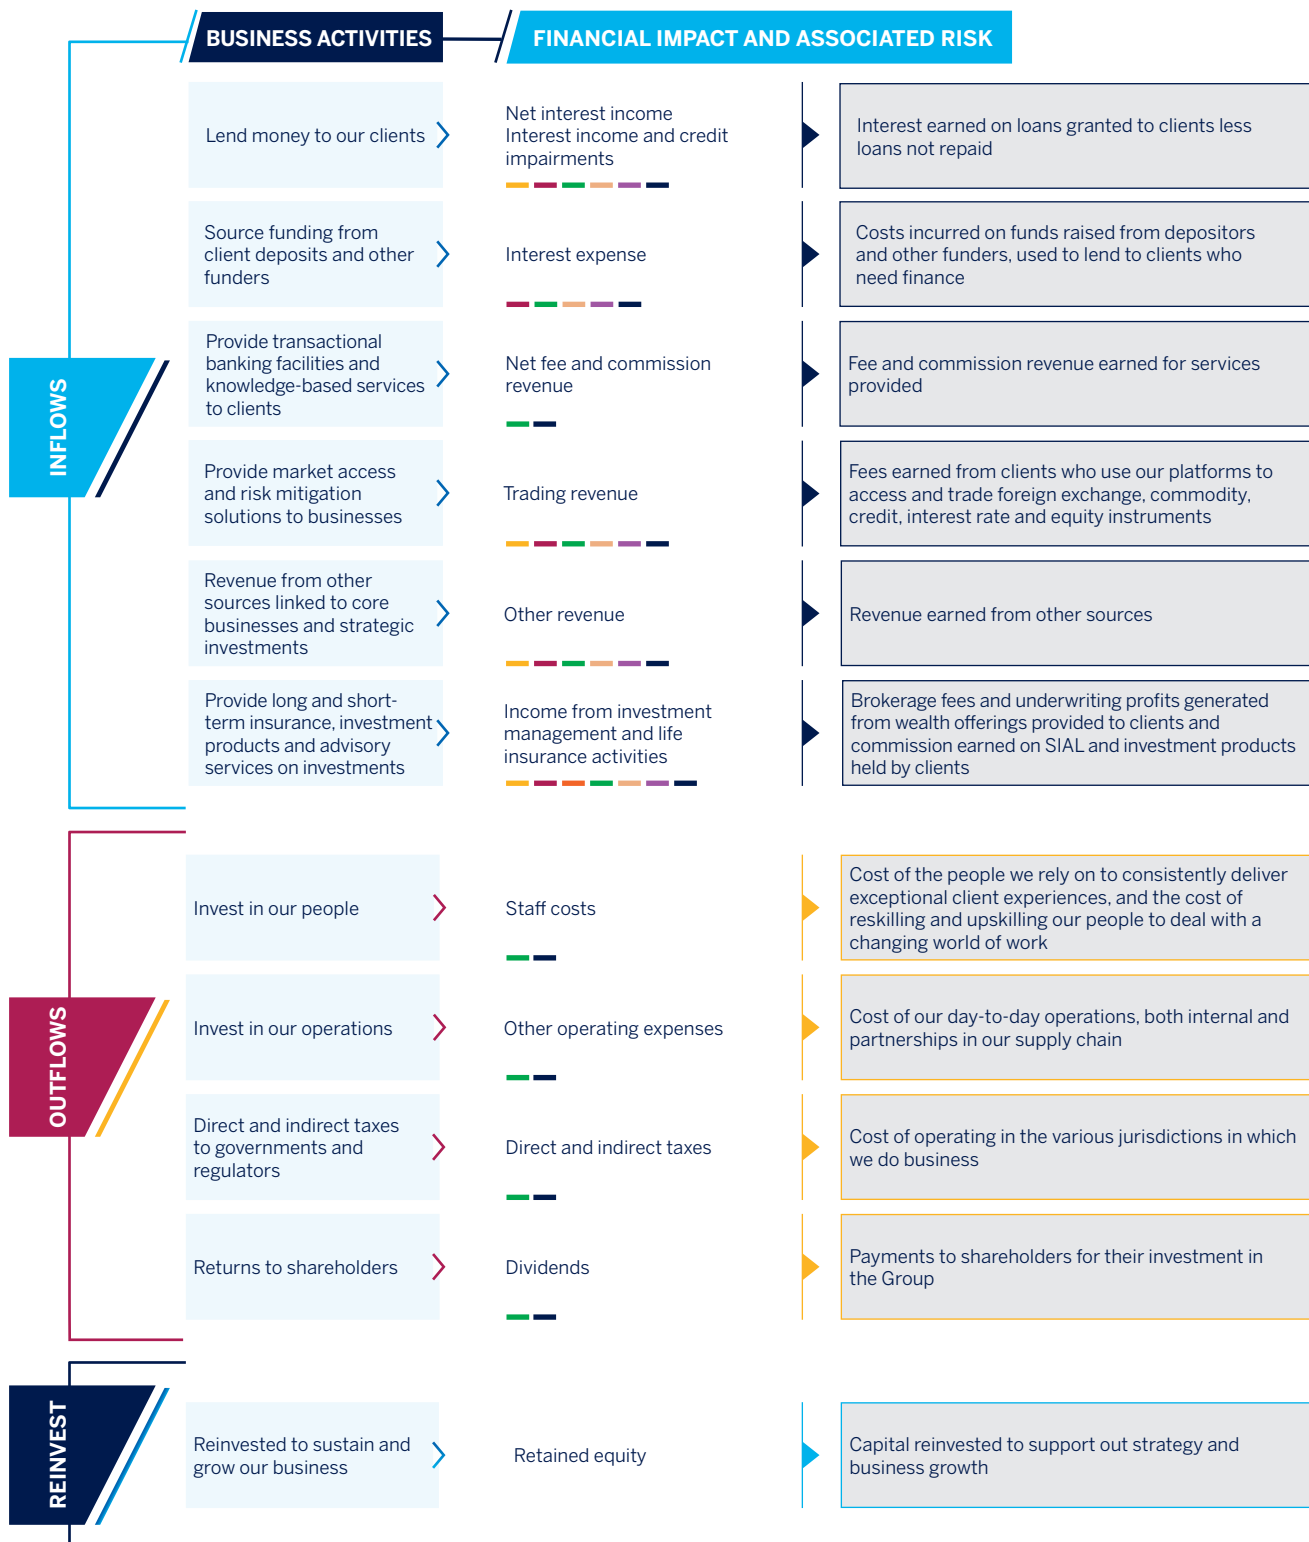 BUSINESS ACTIVITIES
FINANCIAL IMPACT AND ASSOCIATED RISK
INFLOWS
Lend money to our clients
Net interest income
Interest income and credit
impairments
Interest earned on loans granted to clients less
loans not repaid
Source funding from
client deposits and other
funders
Interest expense
Costs incurred on funds raised from depositors
and other funders, used to lend to clients who
need finance
Provide transactional
banking facilities and
knowledge-based services
to clients
Net fee and commission
revenue
Fee and commission revenue earned for services
provided
Provide market access
and risk mitigation
solutions to businesses
Trading revenue
Fees earned from clients who use our platforms to
access and trade foreign exchange, commodity,
credit, interest rate and equity instruments
Revenue from other
sources linked to core
businesses and strategic
investments
Other revenue
Revenue earned from other sources
Provide long and short-
term insurance, investment
products and advisory
services on investments
Income from investment
management and life
insurance activities
Brokerage fees and underwriting profits generated
from wealth offerings provided to clients and
commission earned on SIAL and investment products
held by clients
OUTFLOWS
Invest in our people
Staff costs
Cost of the people we rely on to consistently deliver
exceptional client experiences, and the cost of
reskilling and upskilling our people to deal with a
changing world of work
Invest in our operations
Other operating expenses
Cost of our day-to-day operations, both internal and
partnerships in our supply chain
Direct and indirect taxes
to governments and
regulators
Direct and indirect taxes
Cost of operating in the various jurisdictions in which
we do business
Returns to shareholders
Dividends
Payments to shareholders for their investment in
the Group
REINVEST
Reinvested to sustain and
grow our business
Retained equity
Capital reinvested to support out strategy and
business growth